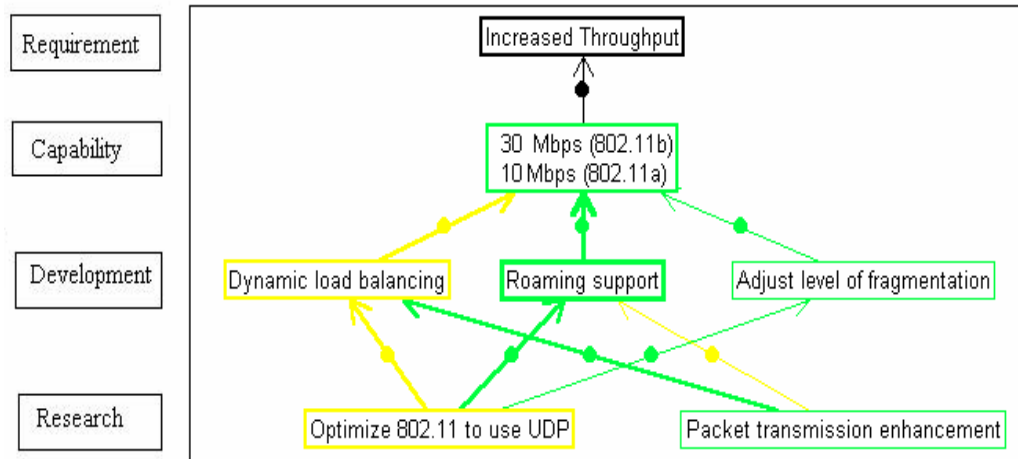 Requirement
Increased Throughput
Capability
30 Mbps (802.11b)
10 Mbps (802.11a)
Development
Dynamic load balancing
Roaming support
Adjust level of fragmentation
Research
Optimize 802.11 to use UDP
Packet transmission enhancement